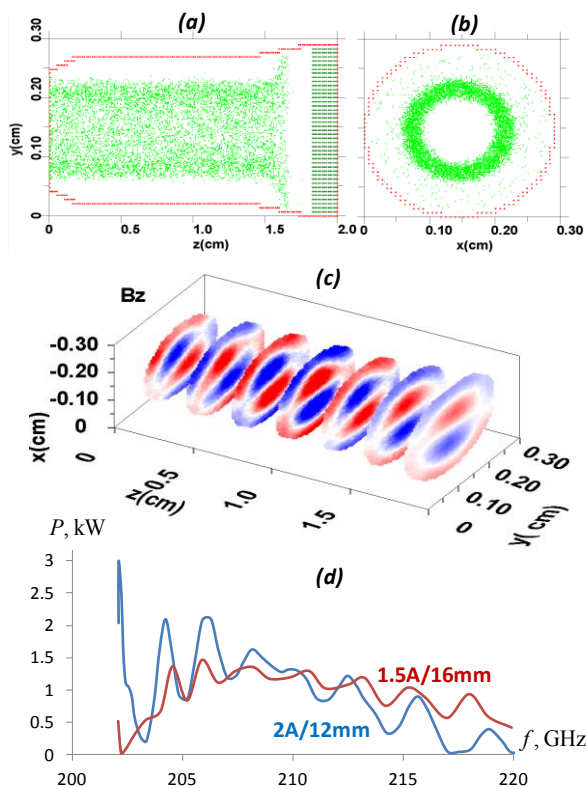 (a)
(b)
0.30
0.20
0.10
0
y(cm)
0
0.5
1.0
1.5
2.0
z(cm)
0
0.10
0.20
0.30
x(cm)
(c)
Bz
-0.30
-0.20
-0.10
0
x(cm)
0
0.5
1.0
1.5
z(cm)
0
0.10
0.20
0.30
y( cm)
P, kW
(d)
3
2.5
2
1.5
1
0.5
0
1.5A/16mm
2A/12mm
f, GHz
200
205
210
215
220